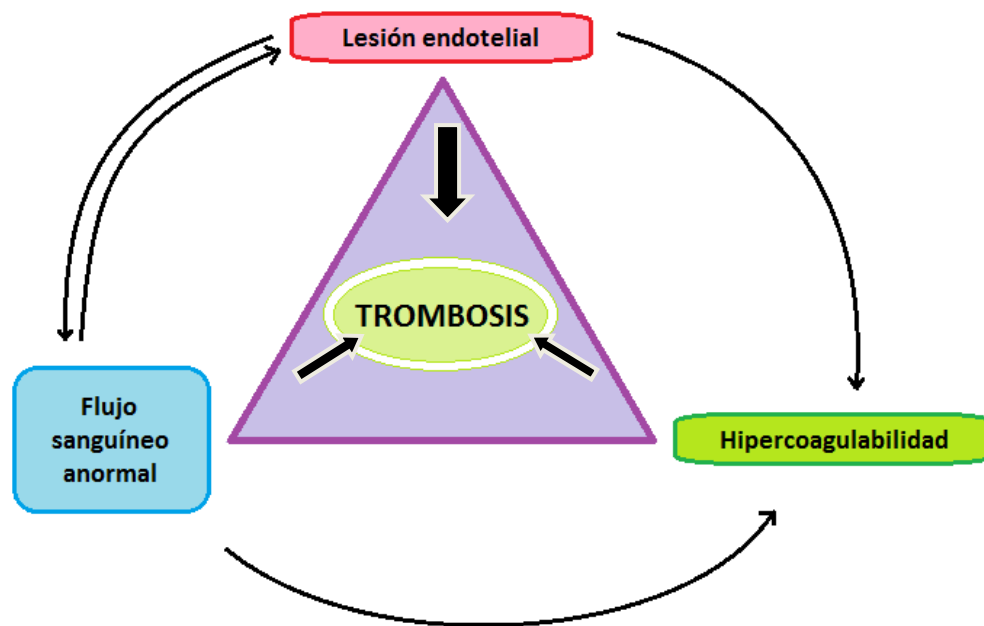 Lesión endotelial
TROMBOSIS
Flujo
sanguíneo
anormal
Hipercoagulabilidad